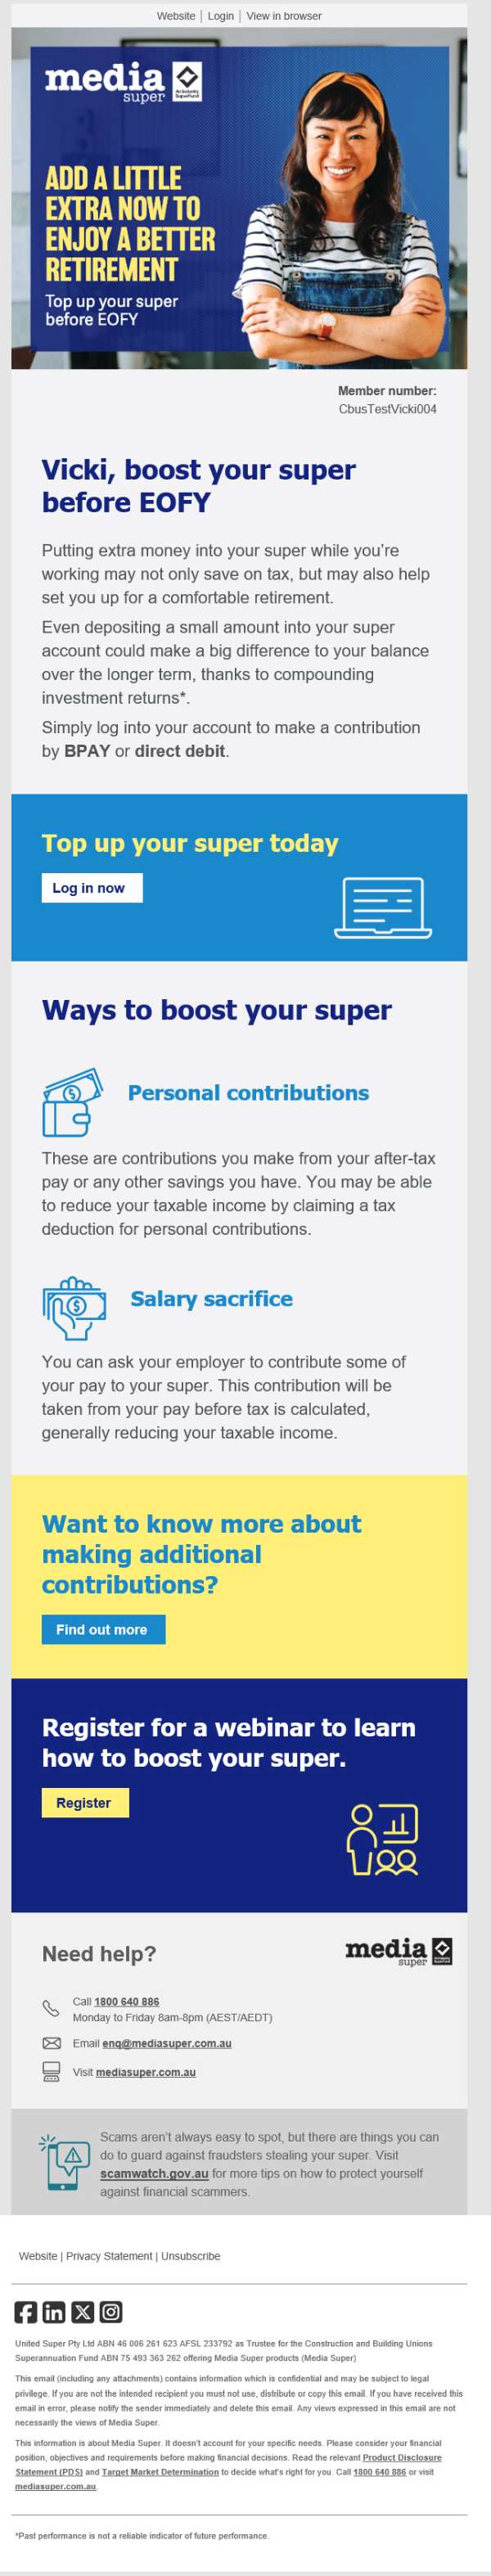 Website | Login | View in browser
media
super
An Industry
SuperFund
ADD A LITTLE
EXTRA NOW TO
ENJOY A BETTER
RETIREMENT
Top up your super
before EOFY
Member number:
CbusTestVicki004
Vicki, boost your super
before EOFY
Putting extra money into your super while you're
working may not only save on tax, but may also help
set you up for a comfortable retirement.
Even depositing a small amount into your super
account could make a big difference to your balance
over the longer term, thanks to compounding
investment returns*.
Simply log into your account to make a contribution
by BPAY or direct debit.
Top up your super today
Log in now
Ways to boost your super
Personal contributions
These are contributions you make from your after-tax
pay or any other savings you have. You may be able
to reduce your taxable income by claiming a tax
deduction for personal contributions.
Salary sacrifice
You can ask your employer to contribute some of
your pay to your super. This contribution will be
taken from your pay before tax is calculated,
generally reducing your taxable income.
Want to know more about
making additional
contributions?
Find out more
Register for a webinar to learn
how to boost your super.
Register
Need help?
media
super
Call 1800 640 886
Monday to Friday 8am-8pm (AEST/AEDT)
Email enq@mediasuper.com.au
Visit mediasuper.com.au
Scams aren't always easy to spot, but there are things you can
do to guard against fraudsters stealing your super. Visit
scamwatch.gov.au for more tips on how to protect yourself
against financial scammers.
Website | Privacy Statement | Unsubscribe
United Super Pty Ltd ABN 46 006 261 623 AFSL 233792 as Trustee for the Construction and Building Unions
Superannuation Fund ABN 75 493 363 262 offering Media Super products (Media Super)
This email (including any attachments) contains information which is confidential and may be subject to legal
privilege. If you are not the intended recipient you must not use, distribute or copy this email. If you have received this
email in error, please notify the sender immediately and delete this email. Any views expressed in this email are not
necessarily the views of Media Super.
This information is about Media Super. It doesn't account for your specific needs. Please consider your financial
position, objectives and requirements before making financial decisions. Read the relevant Product Disclosure
Statement (PDS) and Target Market Determination to decide what's right for you. Call 1800 640 886 or visit
mediasuper.com.au.
*Past performance is not a reliable indicator of future performance.